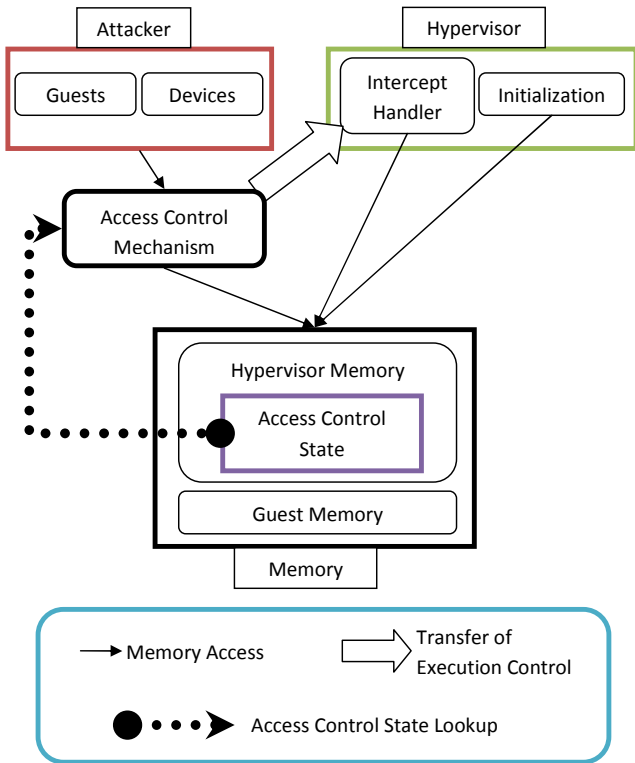 Attacker
Hypervisor
Guests
Devices
Intercept
Handler
Initialization
Access Control
Mechanism
Hypervisor Memory
Access Control
State
Guest Memory
Memory
Memory Access
Transfer of
Execution Control
Access Control State Lookup